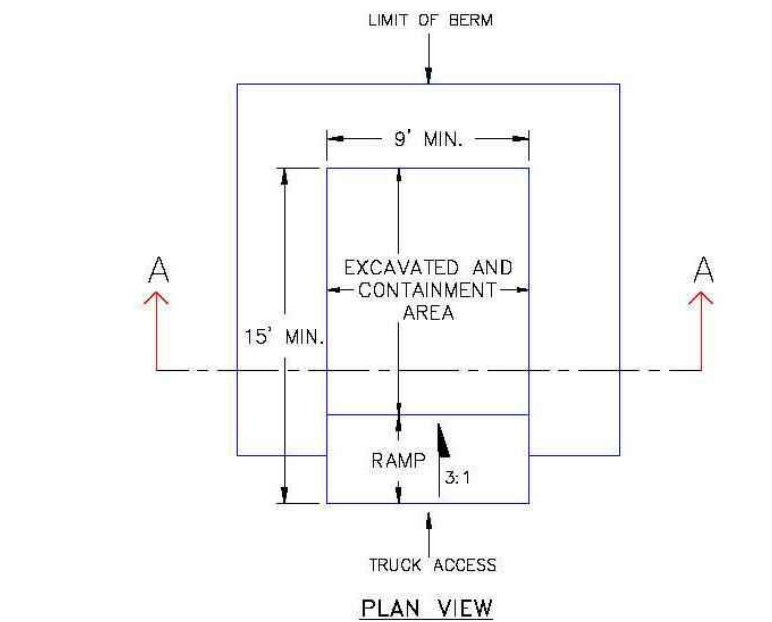 LIMIT OF BERM
9' MIN.
A
A
EXCAVATED AND
CONTAINMENT
AREA
15' MIN.
RAMP
3:1
TRUCK ACCESS
PLAN VIEW